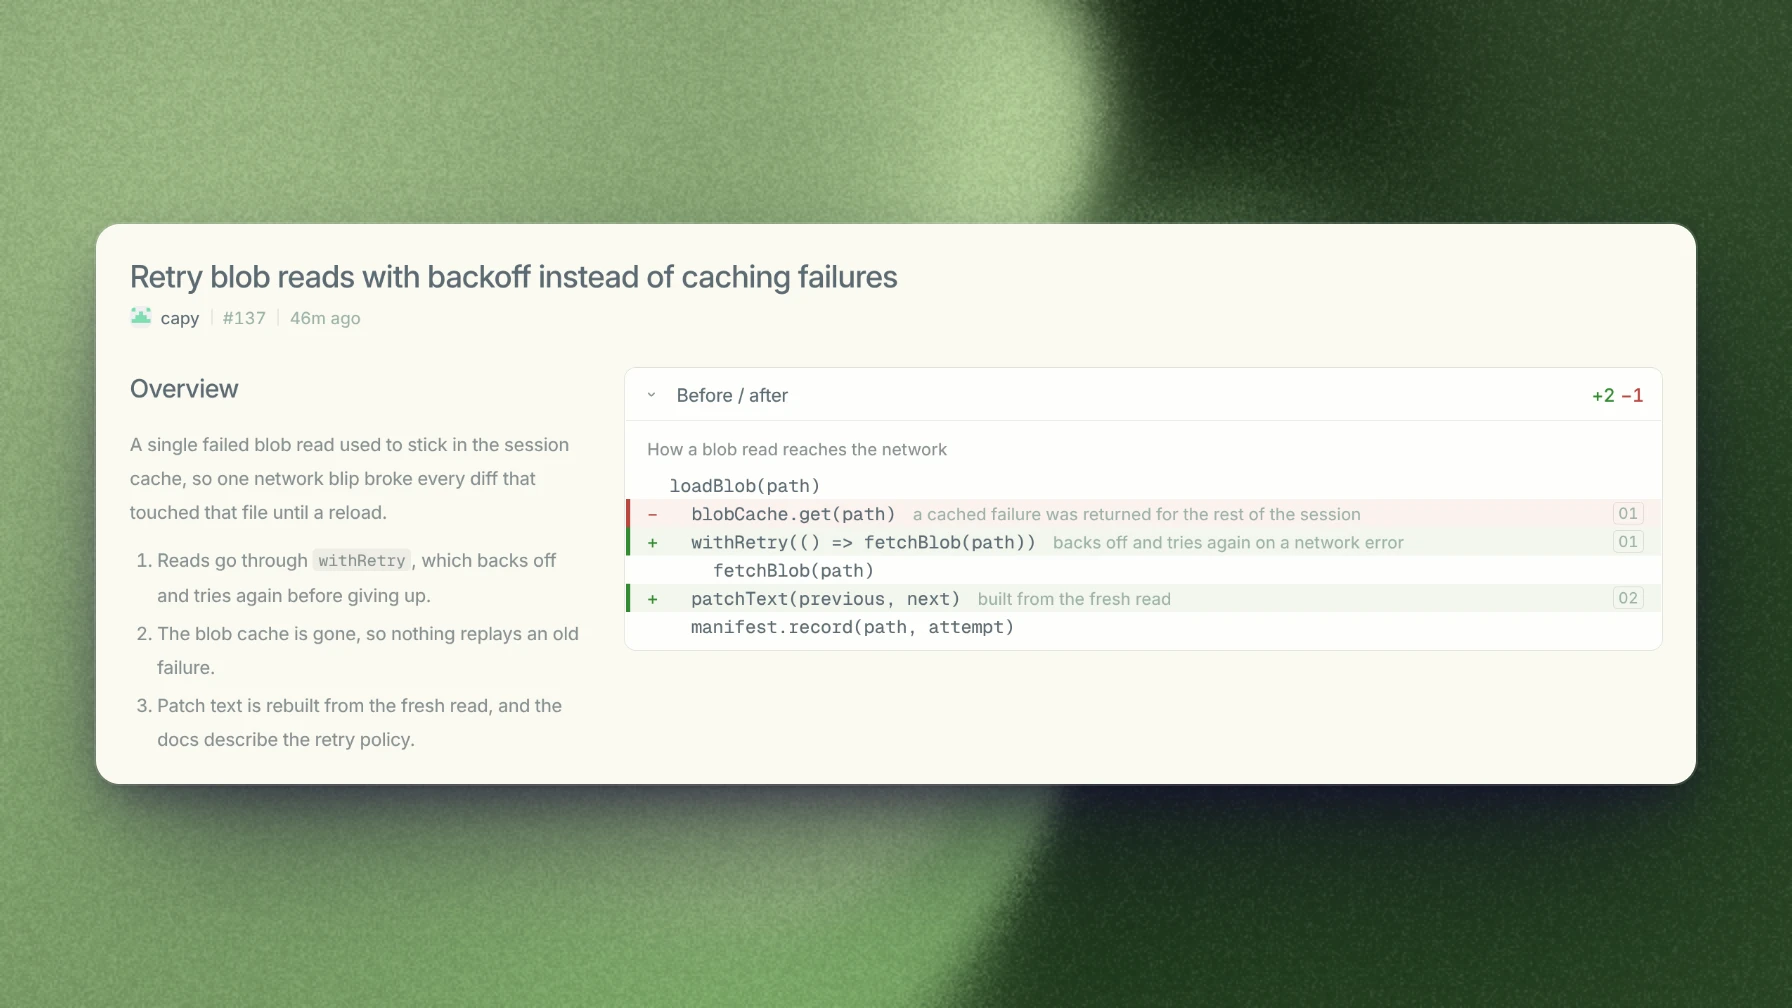 Retry blob reads with backoff instead of caching failures
capy #137 46m ago
Overview
A single failed blob read used to stick in the session
cache, so one network blip broke every diff that
touched that file until a reload.
1. Reads go through withRetry, which backs off
and tries again before giving up.
2. The blob cache is gone, so nothing replays an old
failure.
3. Patch text is rebuilt from the fresh read, and the
docs describe the retry policy.
Before / after +2 −1
How a blob read reaches the network
loadBlob(path)
− blobCache.get(path) a cached failure was returned for the rest of the session 01
+ withRetry(() => fetchBlob(path)) backs off and tries again on a network error 01
fetchBlob(path)
+ patchText(previous, next) built from the fresh read 02
manifest.record(path, attempt)